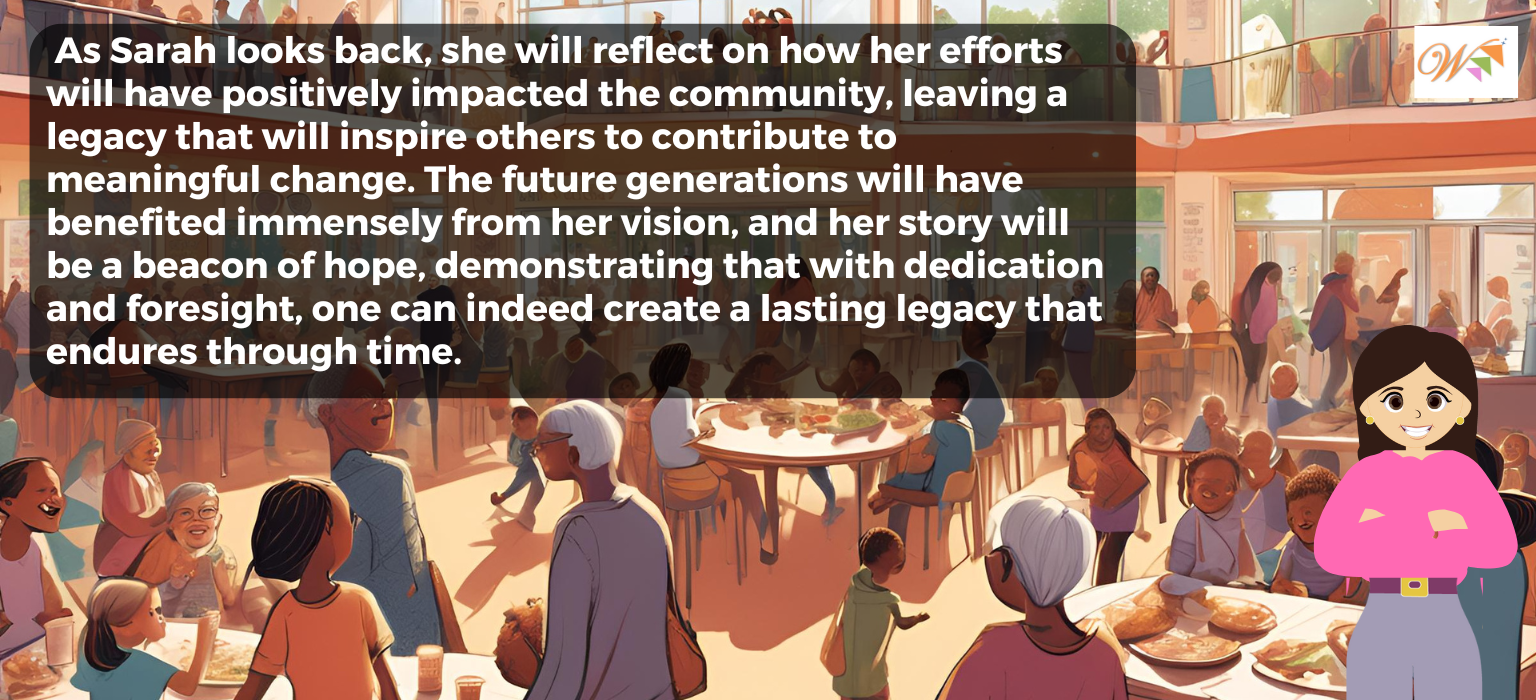 As Sarah looks back, she will reflect on how her efforts
will have positively impacted the community, leaving a
legacy that will inspire others to contribute to
meaningful change. The future generations will have
benefited immensely from her vision, and her story will
be a beacon of hope, demonstrating that with dedication
and foresight, one can indeed create a lasting legacy that
endures through time.
W